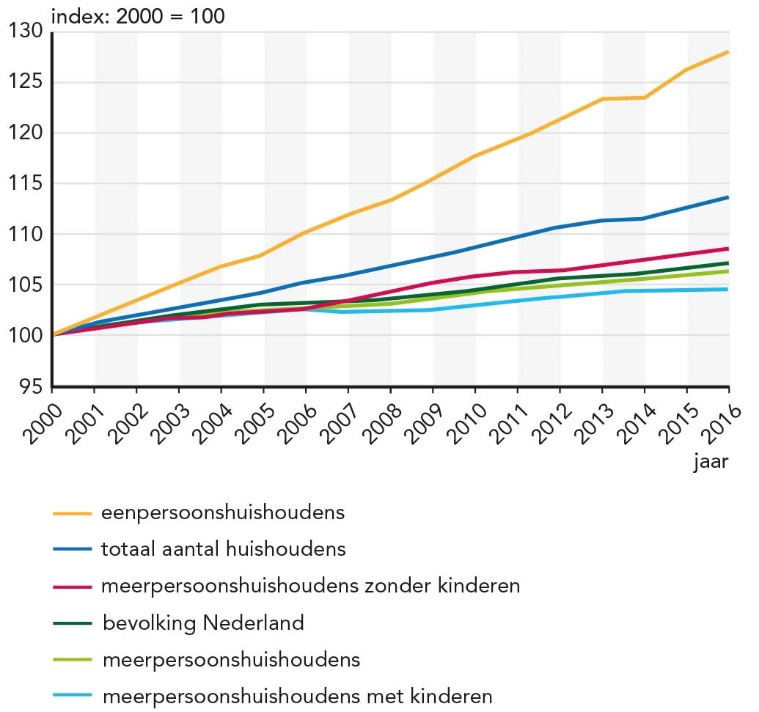 index: 2000 = 100
130
125
120
115
110
105
100
95
2000 2001 2002 2003 2004 2005 2006 2007 2008 2009 2010 2011 2012 2013 2014 2015 2016
jaar
eenpersoonshuishoudens
totaal aantal huishoudens
meerpersoonshuishoudens zonder kinderen
bevolking Nederland
meerpersoonshuishoudens
meerpersoonshuishoudens met kinderen